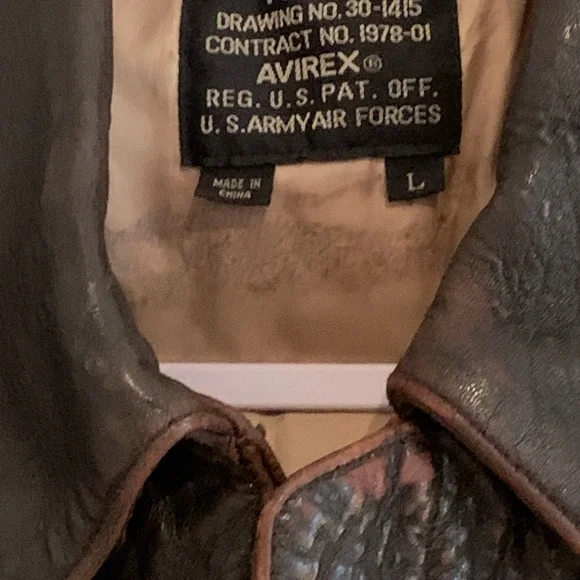 DRAWING NO. 30-1415
CONTRACT NO. 1978-01
AVIREX®
REG. U.S. PAT. OFF.
U.S. ARMY AIR FORCES
MADE IN
CHINA
L